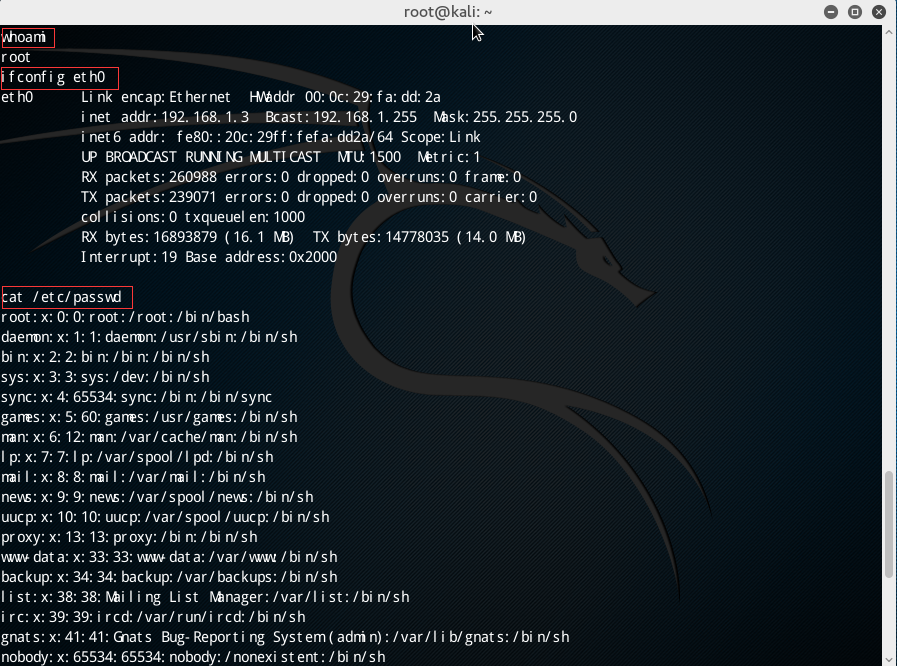 root@kali: ~
whoami
root
ifconfig eth0
eth0      Link encap:Ethernet  HWaddr 00:0c:29:fa:dd:2a
          inet addr:192.168.1.3  Bcast:192.168.1.255  Mask:255.255.255.0
          inet6 addr: fe80::20c:29ff:fefa:dd2a/64 Scope:Link
          UP BROADCAST RUNNING MULTICAST  MTU:1500  Metric:1
          RX packets:260988 errors:0 dropped:0 overruns:0 frame:0
          TX packets:239071 errors:0 dropped:0 overruns:0 carrier:0
          collisions:0 txqueuelen:1000
          RX bytes:16893879 (16.1 MB)  TX bytes:14778035 (14.0 MB)
          Interrupt:19 Base address:0x2000
cat /etc/passwd
root:x:0:0:root:/root:/bin/bash
daemon:x:1:1:daemon:/usr/sbin:/bin/sh
bin:x:2:2:bin:/bin:/bin/sh
sys:x:3:3:sys:/dev:/bin/sh
sync:x:4:65534:sync:/bin:/bin/sync
games:x:5:60:games:/usr/games:/bin/sh
man:x:6:12:man:/var/cache/man:/bin/sh
lp:x:7:7:lp:/var/spool/lpd:/bin/sh
mail:x:8:8:mail:/var/mail:/bin/sh
news:x:9:9:news:/var/spool/news:/bin/sh
uucp:x:10:10:uucp:/var/spool/uucp:/bin/sh
proxy:x:13:13:proxy:/bin:/bin/sh
www-data:x:33:33:www-data:/var/www:/bin/sh
backup:x:34:34:backup:/var/backups:/bin/sh
list:x:38:38:Mailing List Manager:/var/list:/bin/sh
irc:x:39:39:ircd:/var/run/ircd:/bin/sh
gnats:x:41:41:Gnats Bug-Reporting System (admin):/var/lib/gnats:/bin/sh
nobody:x:65534:65534:nobody:/nonexistent:/bin/sh